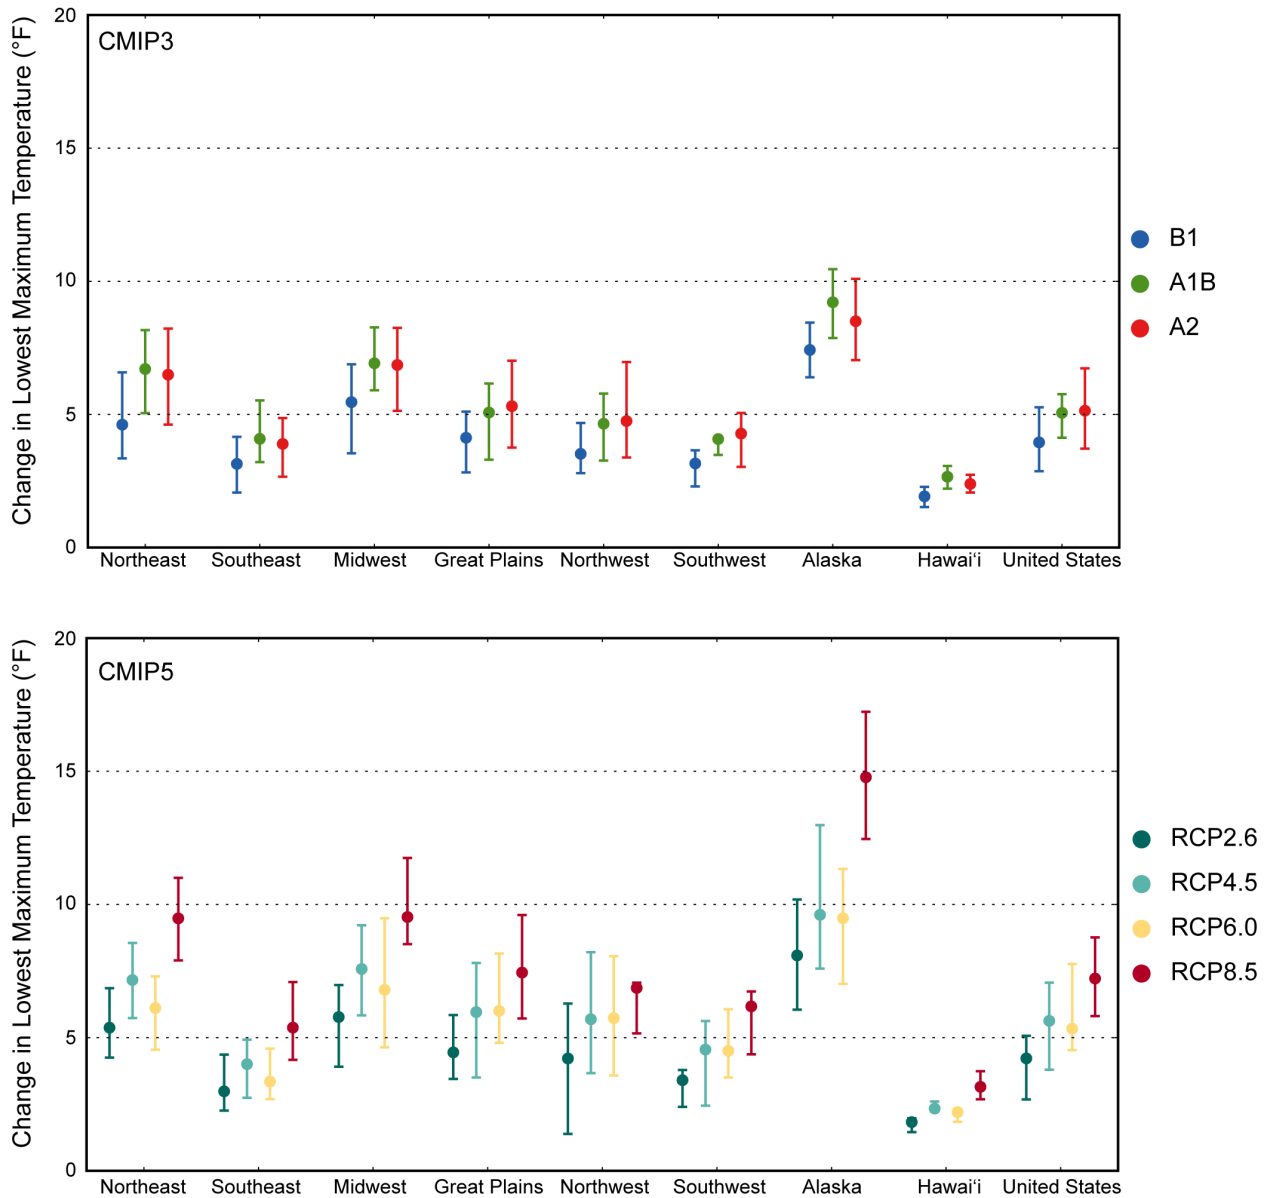 Change in Lowest Maximum Temperature (°F)
CMIP3
20
15
10
5
0
Northeast Southeast Midwest Great Plains Northwest Southwest Alaska Hawai‘i United States
B1
A1B
A2
Change in Lowest Maximum Temperature (°F)
CMIP5
20
15
10
5
0
Northeast Southeast Midwest Great Plains Northwest Southwest Alaska Hawai‘i United States
RCP2.6
RCP4.5
RCP6.0
RCP8.5